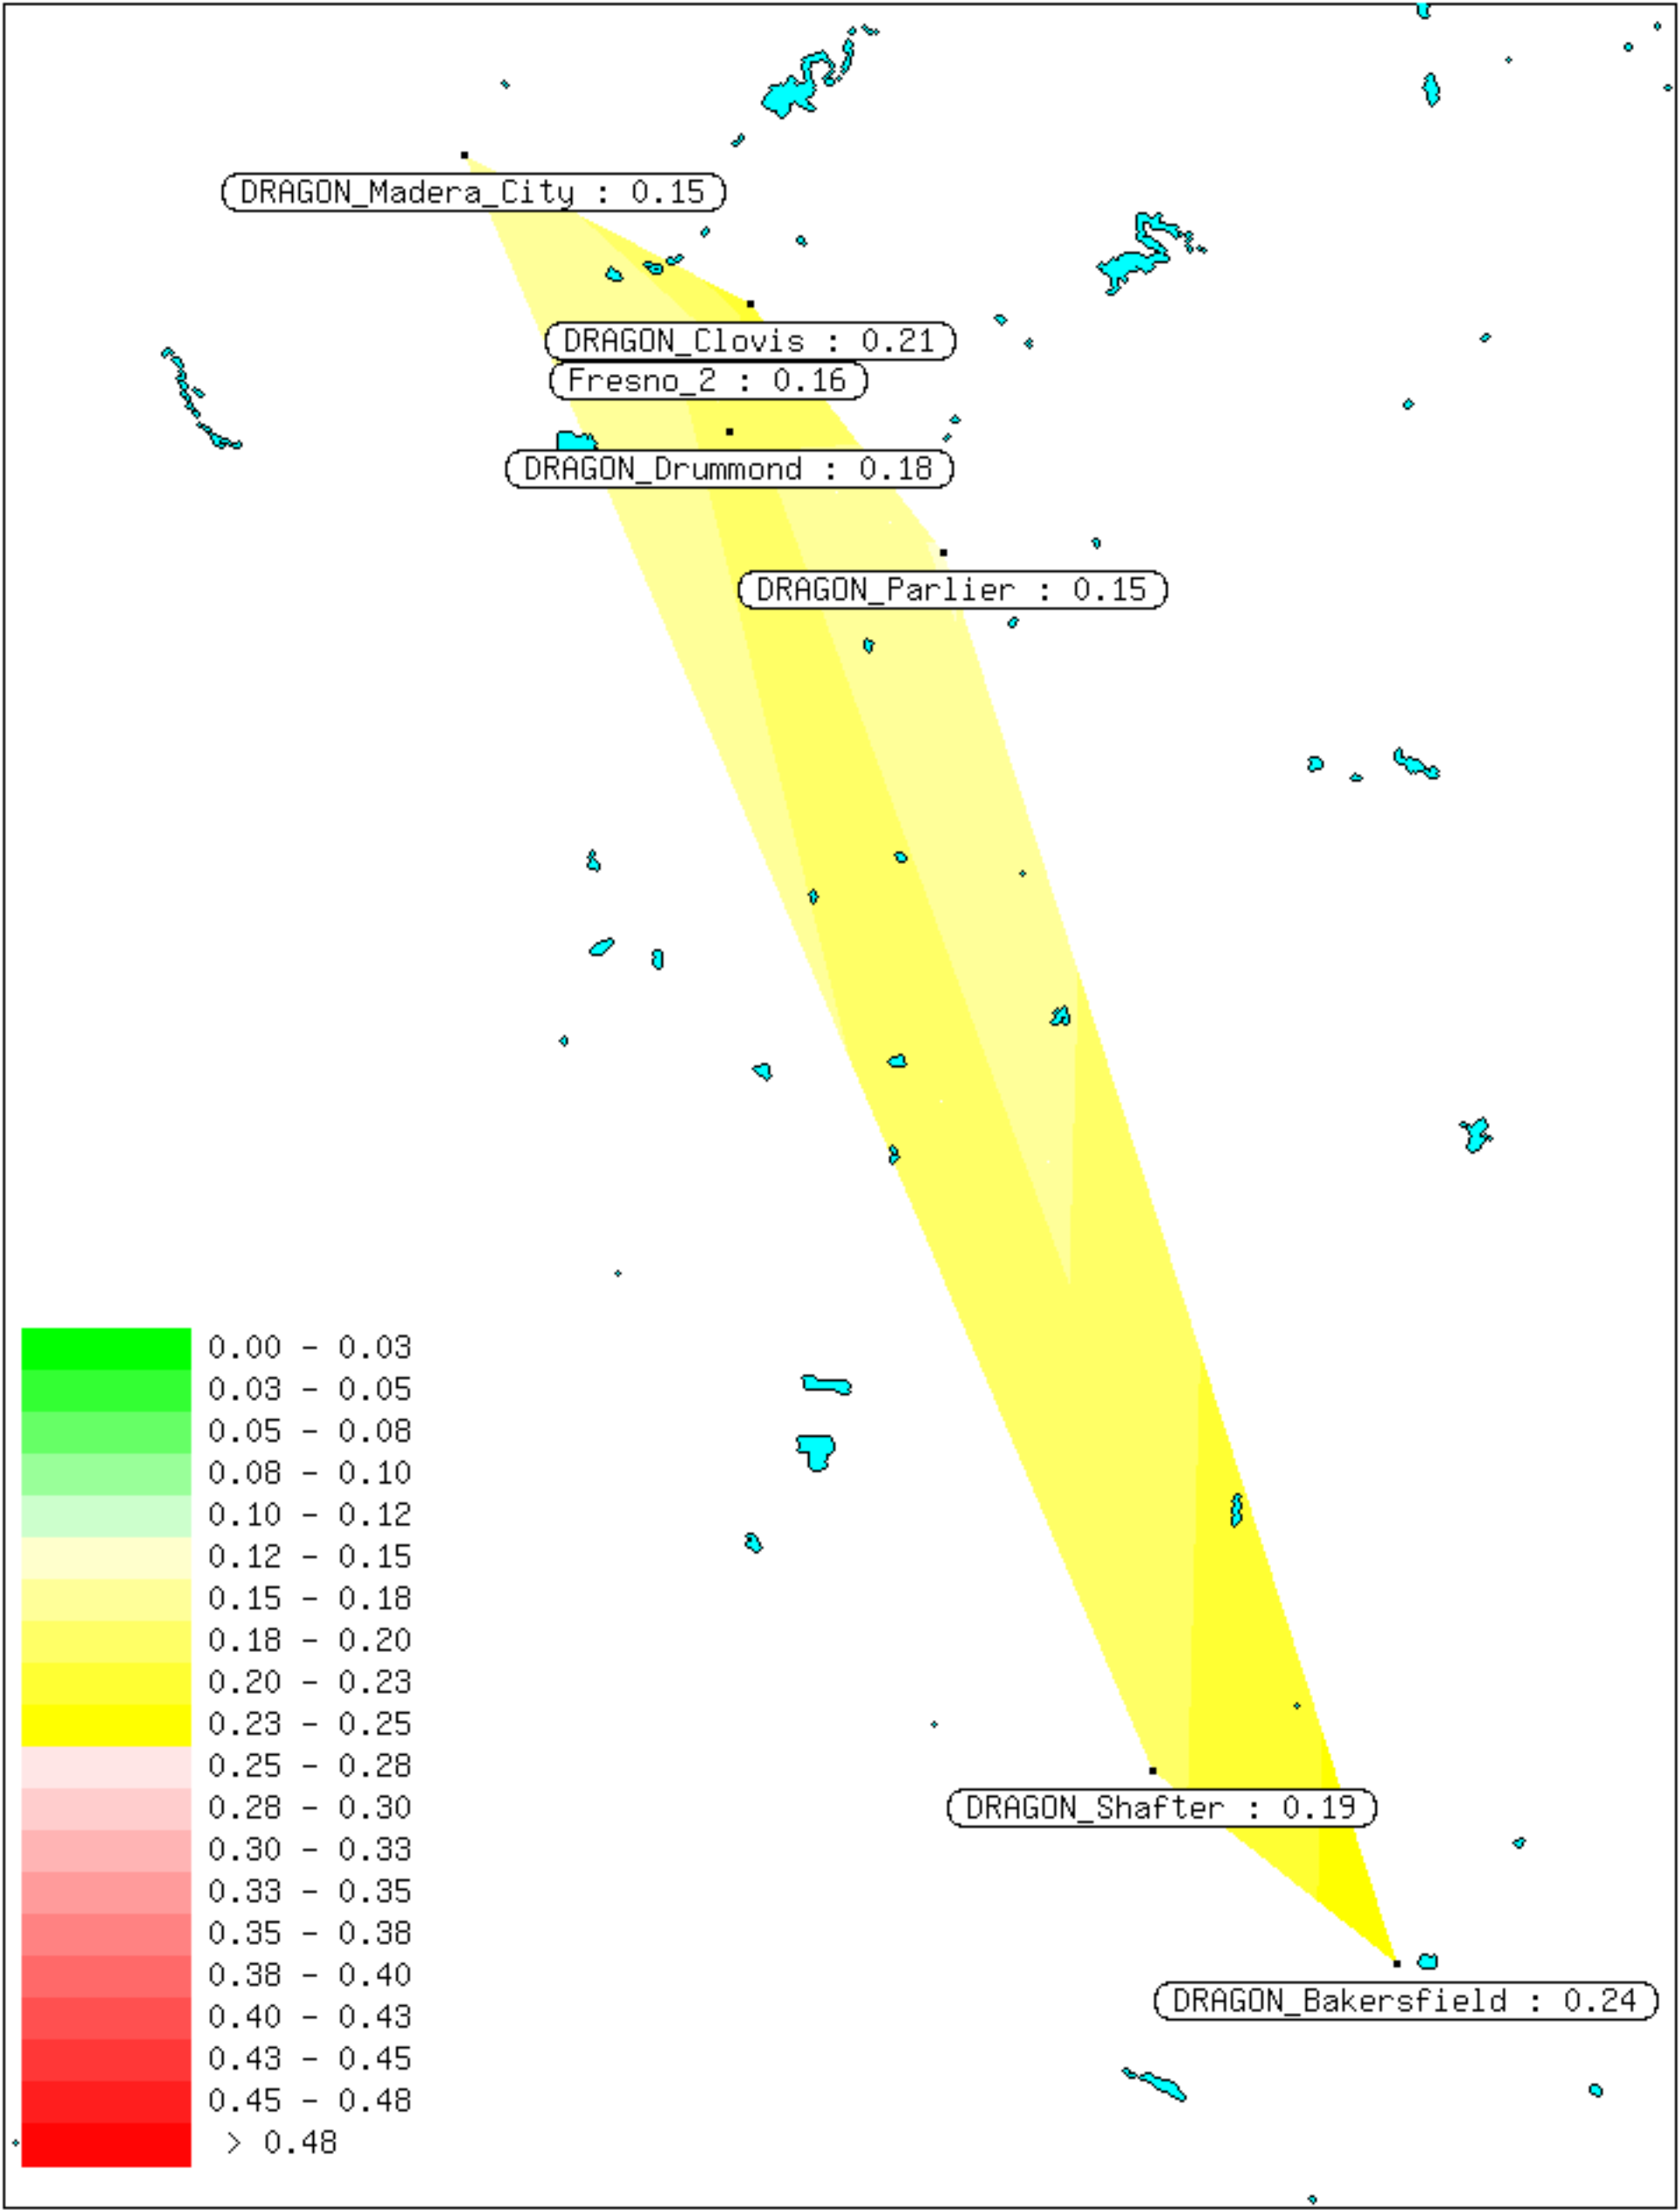 DRAGON_Madera_City : 0.15
DRAGON_Clovis : 0.21
Fresno_2 : 0.16
DRAGON_Drummond : 0.18
DRAGON_Parlier : 0.15
0.00 - 0.03
0.03 - 0.05
0.05 - 0.08
0.08 - 0.10
0.10 - 0.12
0.12 - 0.15
0.15 - 0.18
0.18 - 0.20
0.20 - 0.23
0.23 - 0.25
0.25 - 0.28
0.28 - 0.30
0.30 - 0.33
0.33 - 0.35
0.35 - 0.38
0.38 - 0.40
0.40 - 0.43
0.43 - 0.45
0.45 - 0.48
> 0.48
DRAGON_Shafter : 0.19
DRAGON_Bakersfield : 0.24